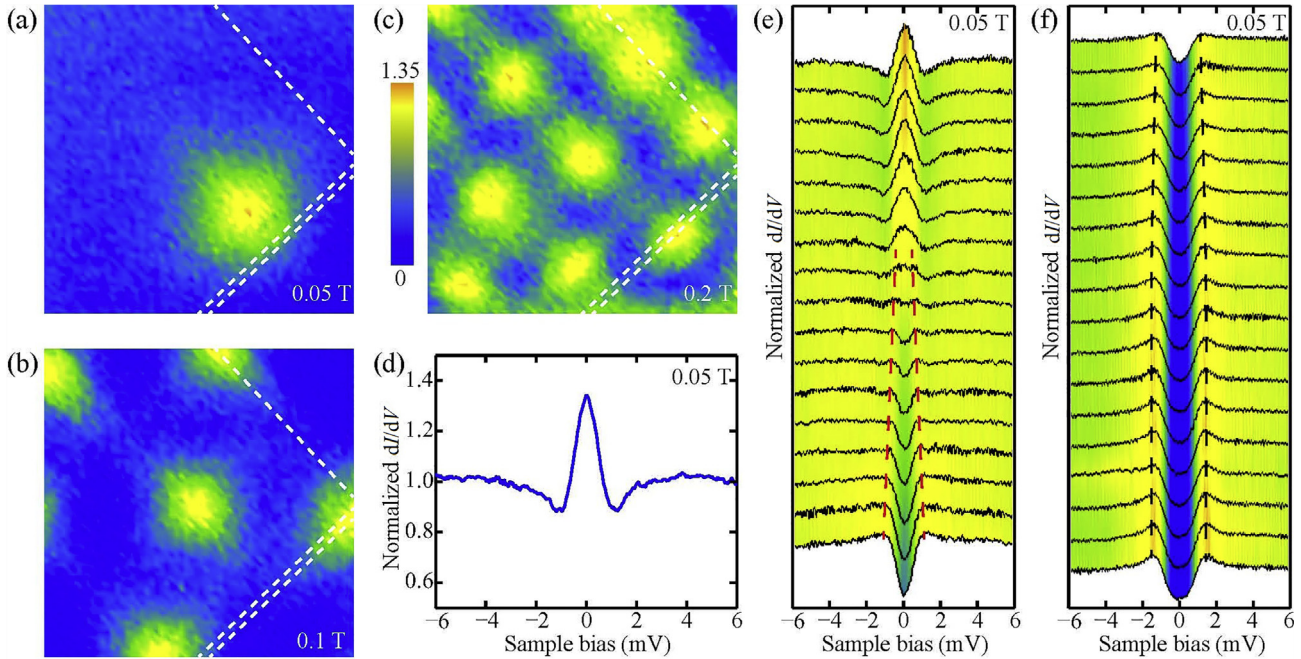 (a)
0.05 T
1.35
0
(c)
0.2 T
(b)
0.1 T
(d)
0.05 T
Normalized dI/dV
1.4
1.2
1.0
0.8
0.6
−6 −4 −2 0 2 4 6
Sample bias (mV)
(e)
0.05 T
Normalized dI/dV
−6 −4 −2 0 2 4 6
Sample bias (mV)
(f)
0.05 T
Normalized dI/dV
−6 −4 −2 0 2 4 6
Sample bias (mV)